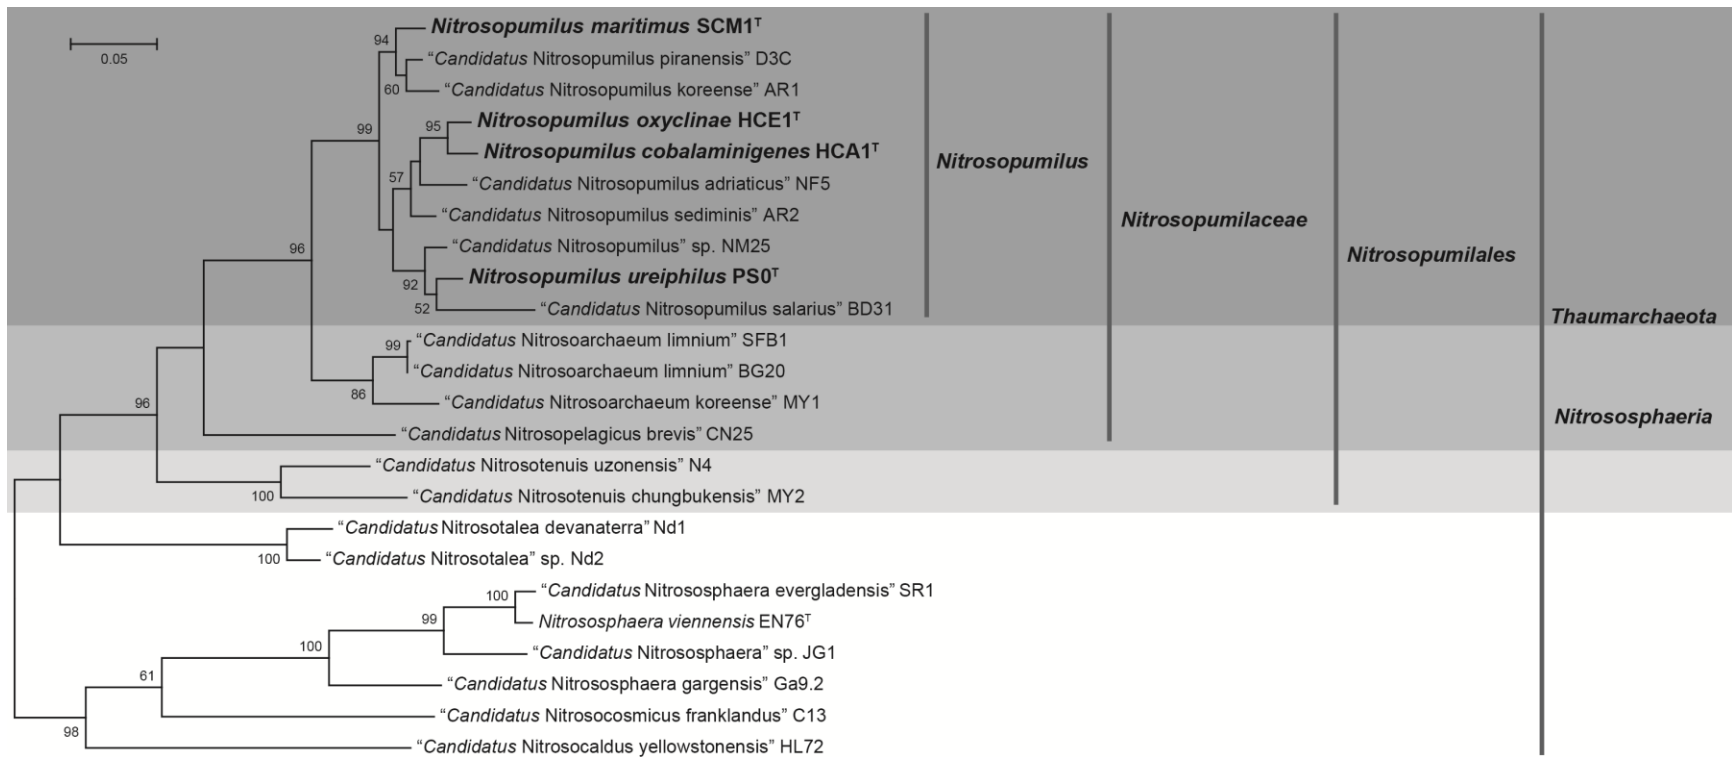 0.05
94
Nitrosopumilus maritimus SCM1ᵀ
“Candidatus Nitrosopumilus piranensis” D3C
60
“Candidatus Nitrosopumilus koreense” AR1
99
95
Nitrosopumilus oxyclinae HCE1ᵀ
Nitrosopumilus cobalaminigenes HCA1ᵀ
57
“Candidatus Nitrosopumilus adriaticus” NF5
“Candidatus Nitrosopumilus sediminis” AR2
96
“Candidatus Nitrosopumilus” sp. NM25
92
Nitrosopumilus ureiphilus PS0ᵀ
52
“Candidatus Nitrosopumilus salarius” BD31
99
“Candidatus Nitrosoarchaeum limnium” SFB1
“Candidatus Nitrosoarchaeum limnium” BG20
86
“Candidatus Nitrosoarchaeum koreense” MY1
96
“Candidatus Nitrosopelagicus brevis” CN25
“Candidatus Nitrosotenuis uzonensis” N4
100
“Candidatus Nitrosotenuis chungbukensis” MY2
“Candidatus Nitrosotalea devanaterra” Nd1
100
“Candidatus Nitrosotalea” sp. Nd2
100
“Candidatus Nitrososphaera evergladensis” SR1
99
Nitrososphaera viennensis EN76ᵀ
100
“Candidatus Nitrososphaera” sp. JG1
61
“Candidatus Nitrososphaera gargensis” Ga9.2
“Candidatus Nitrosocosmicus franklandus” C13
98
“Candidatus Nitrosocaldus yellowstonensis” HL72
Nitrosopumilus
Nitrosopumilaceae
Nitrosopumilales
Thaumarchaeota
Nitrososphaeria